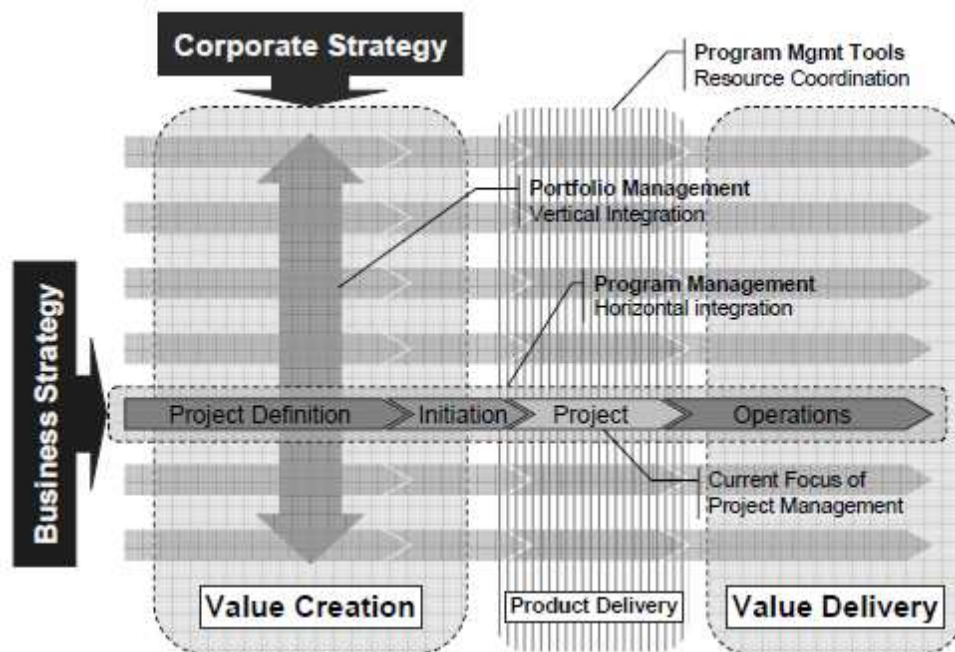 Corporate Strategy
Program Mgmt Tools
Resource Coordination
Portfolio Management
Vertical Integration
Program Management
Horizontal integration
Business Strategy
Project Definition
Initiation
Project
Operations
Current Focus of
Project Management
Value Creation
Product Delivery
Value Delivery